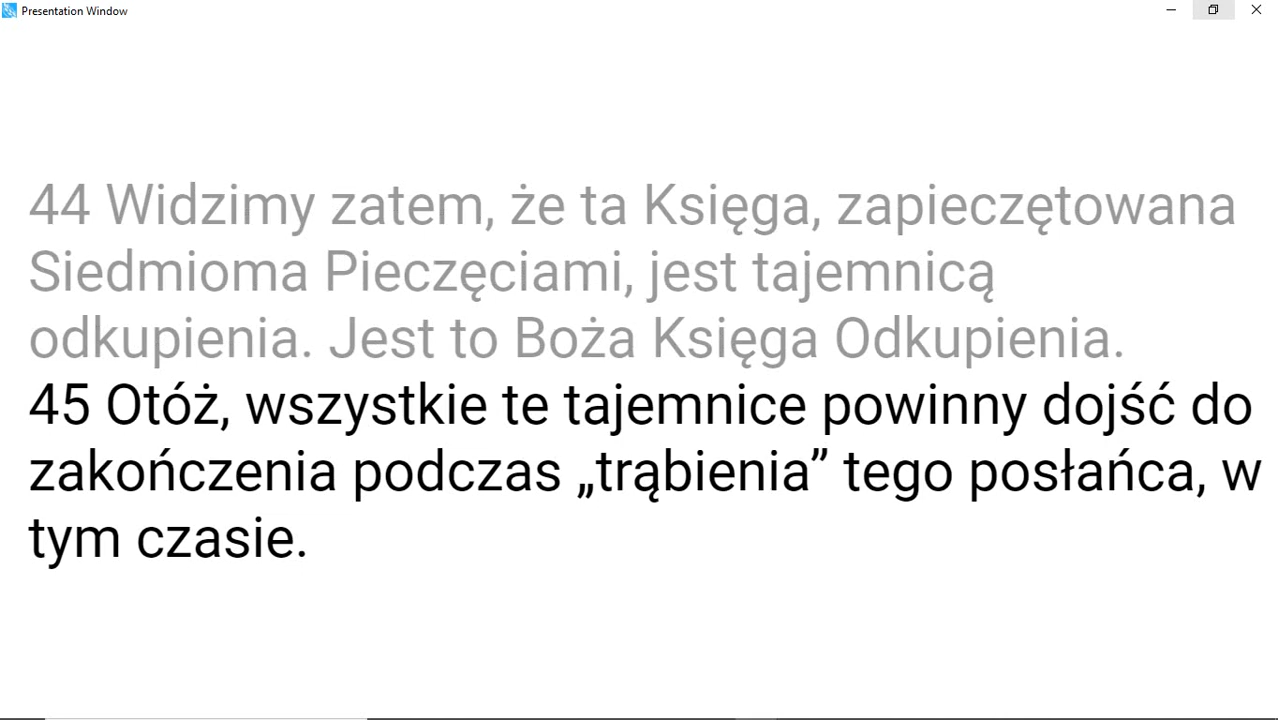 Presentation Window
44 Widzimy zatem, że ta Księga, zapieczętowana
Siedmioma Pieczęciami, jest tajemnicą
odkupienia. Jest to Boża Księga Odkupienia.
45 Otóż, wszystkie te tajemnice powinny dojść do
zakończenia podczas „trąbienia” tego posłańca, w
tym czasie.